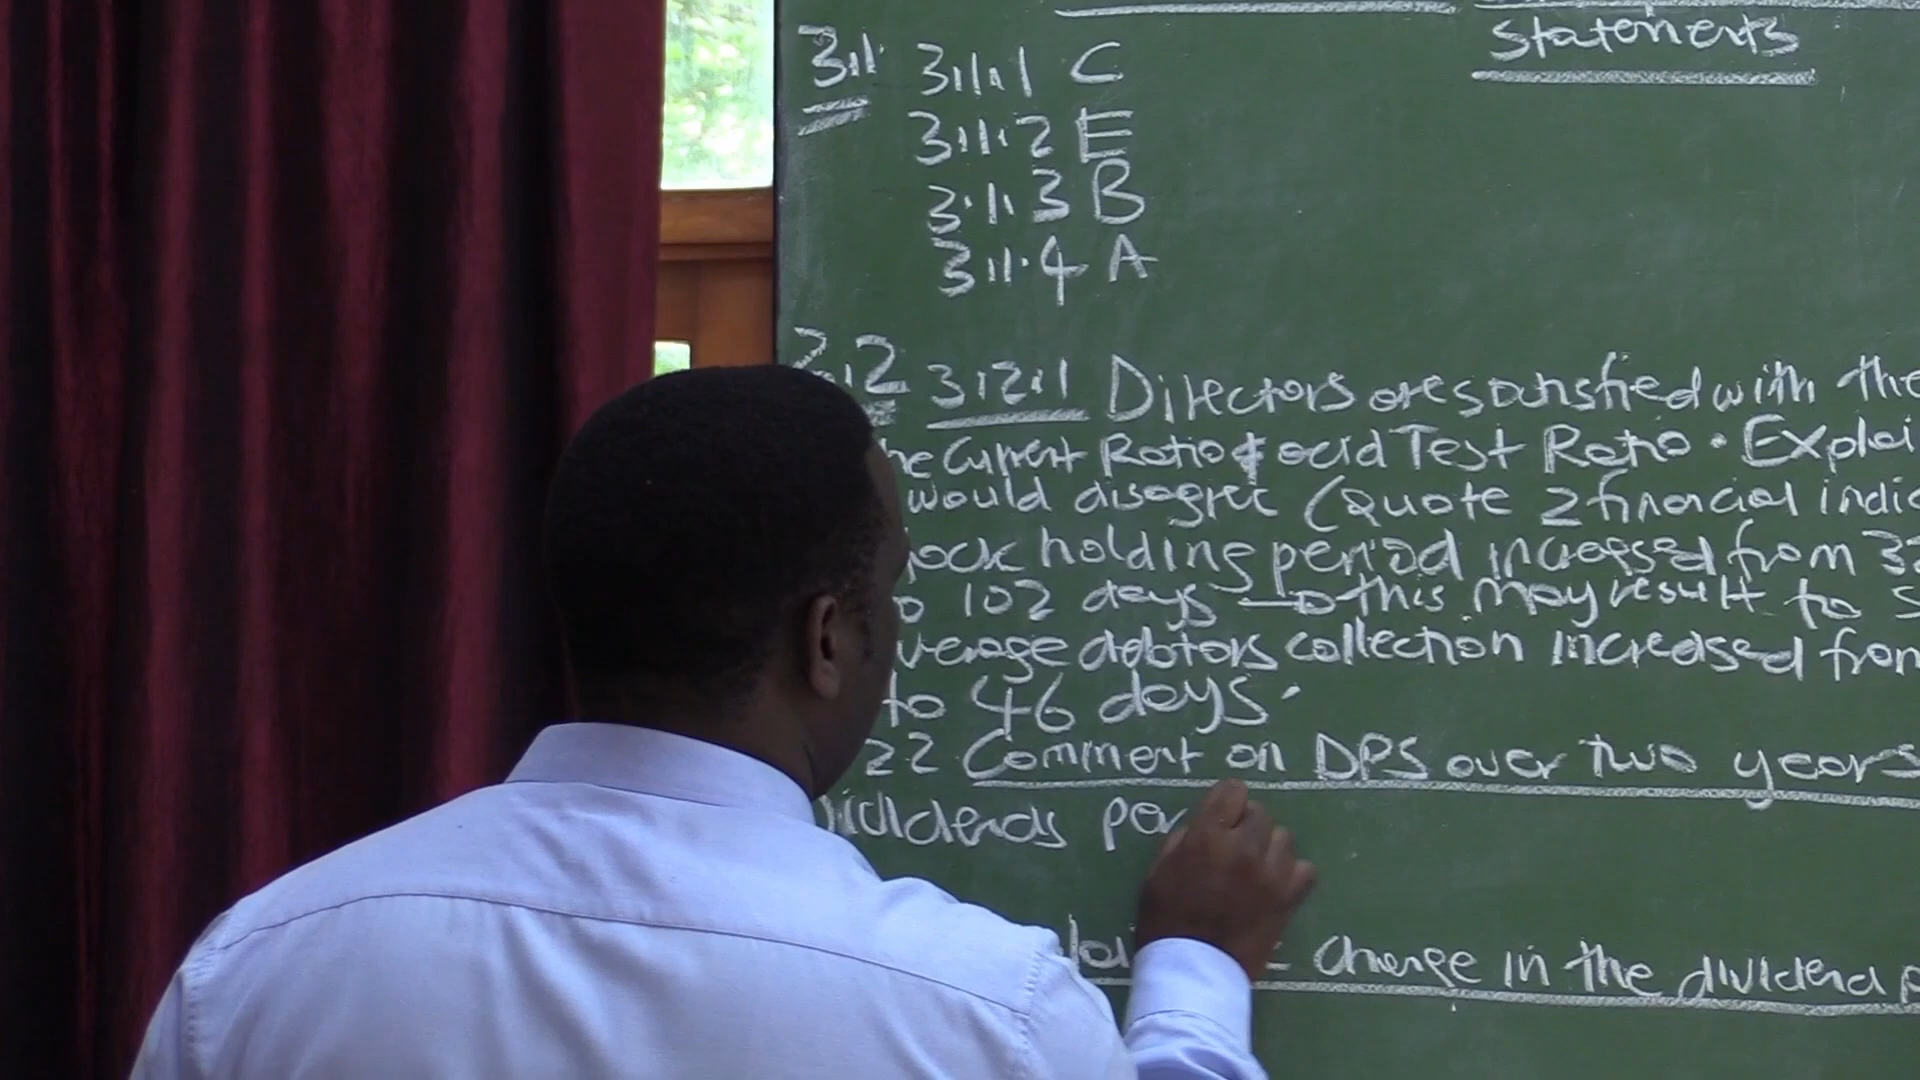 Statements
3.1 3.1.1 C
3.1.2 E
3.1.3 B
3.1.4 A
3.2 3.2.1 Directors are satisfied with the
Current Ratio & acid Test Ratio. Explai
would disagree (Quote 2 financial indic
holding period increased from 3
102 days → this may result to S
debtors collection increased from
to 46 days.
22 Comment on DPS over two years
Dividends per
change in the dividend p